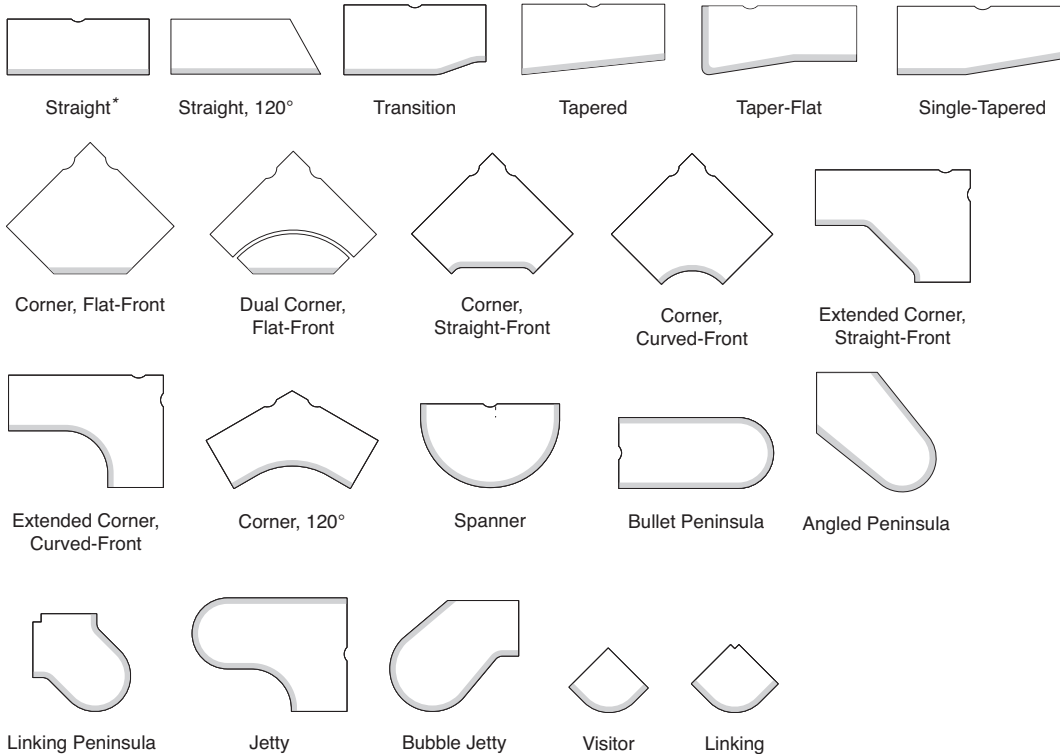 Straight*
Straight, 120°
Transition
Tapered
Taper-Flat
Single-Tapered
Corner, Flat-Front
Dual Corner,
Flat-Front
Corner,
Straight-Front
Corner,
Curved-Front
Extended Corner,
Straight-Front
Extended Corner,
Curved-Front
Corner, 120°
Spanner
Bullet Peninsula
Angled Peninsula
Linking Peninsula
Jetty
Bubble Jetty
Visitor
Linking